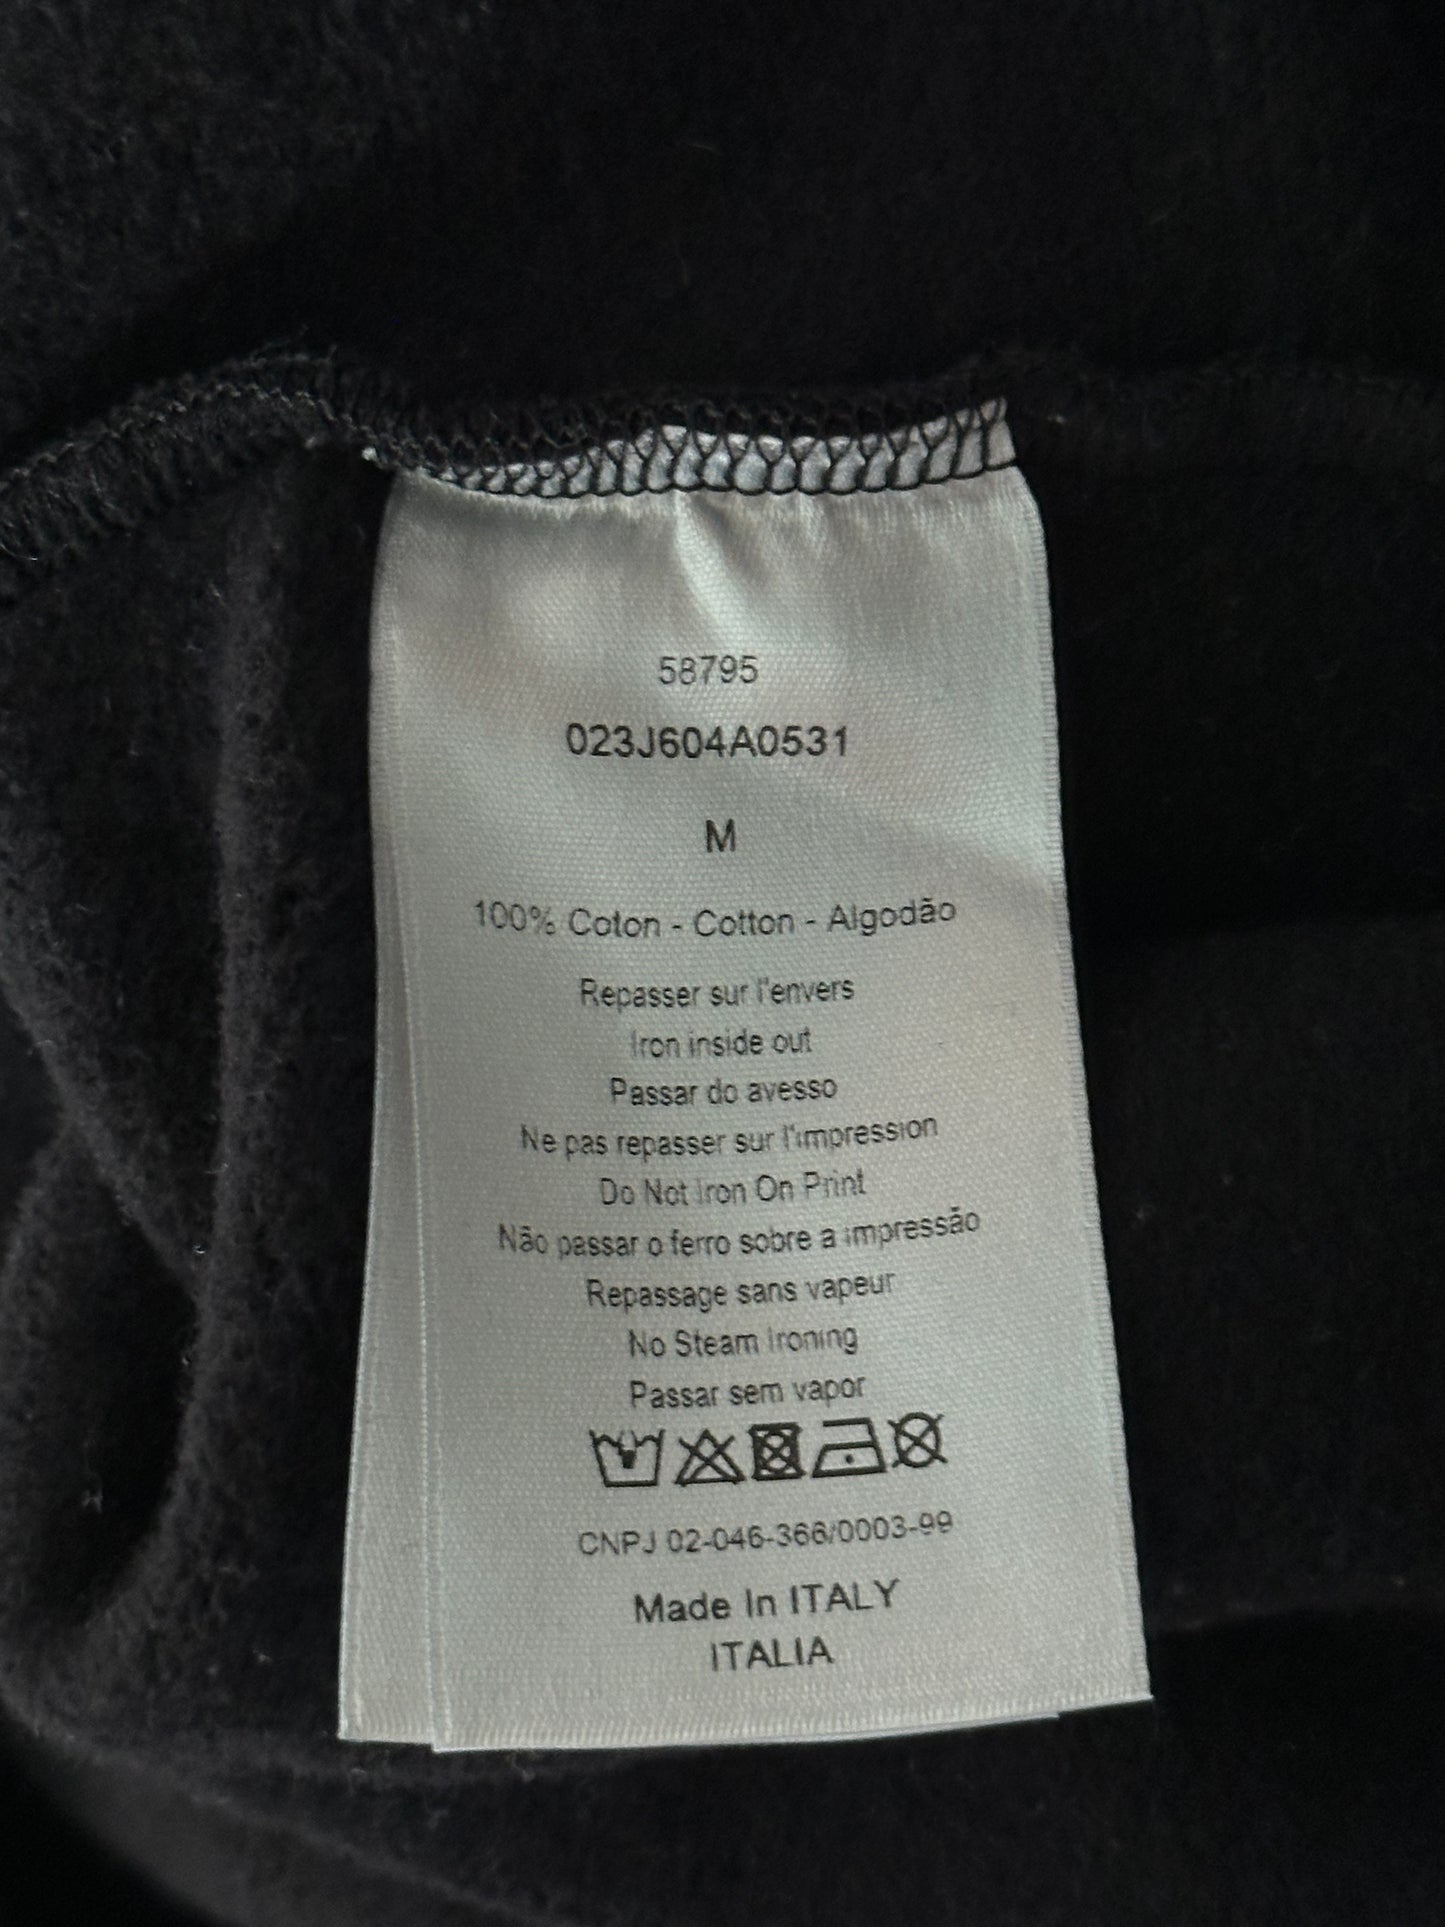 58795
023J604A0531
M
100% Coton - Cotton - Algodão
Repasser sur l'envers
Iron inside out
Passar do avesso
Ne pas repasser sur l'impression
Do Not Iron On Print
Não passar o ferro sobre a impressão
Repassage sans vapeur
No Steam Ironing
Passar sem vapor
CNPJ 02-046-366/0003-99
Made In ITALY
ITALIA